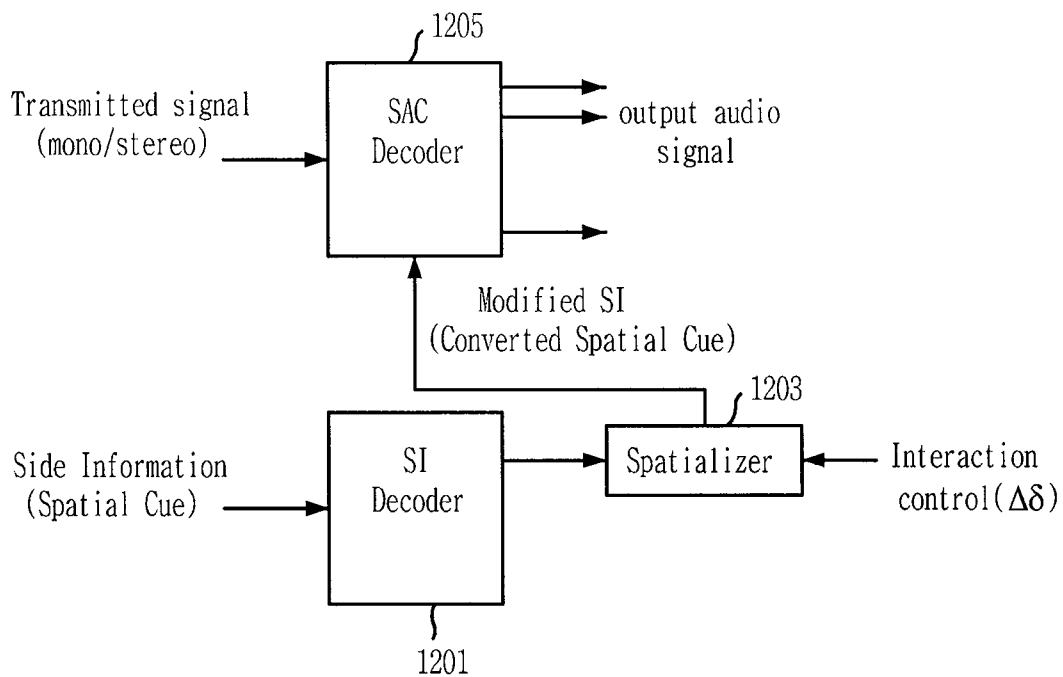 1205
Transmitted signal
(mono/stereo)
SAC
Decoder
output audio
signal
Modified SI
(Converted Spatial Cue)
1203
Side Information
(Spatial Cue)
SI
Decoder
Spatializer
Interaction
control(Δδ)
1201